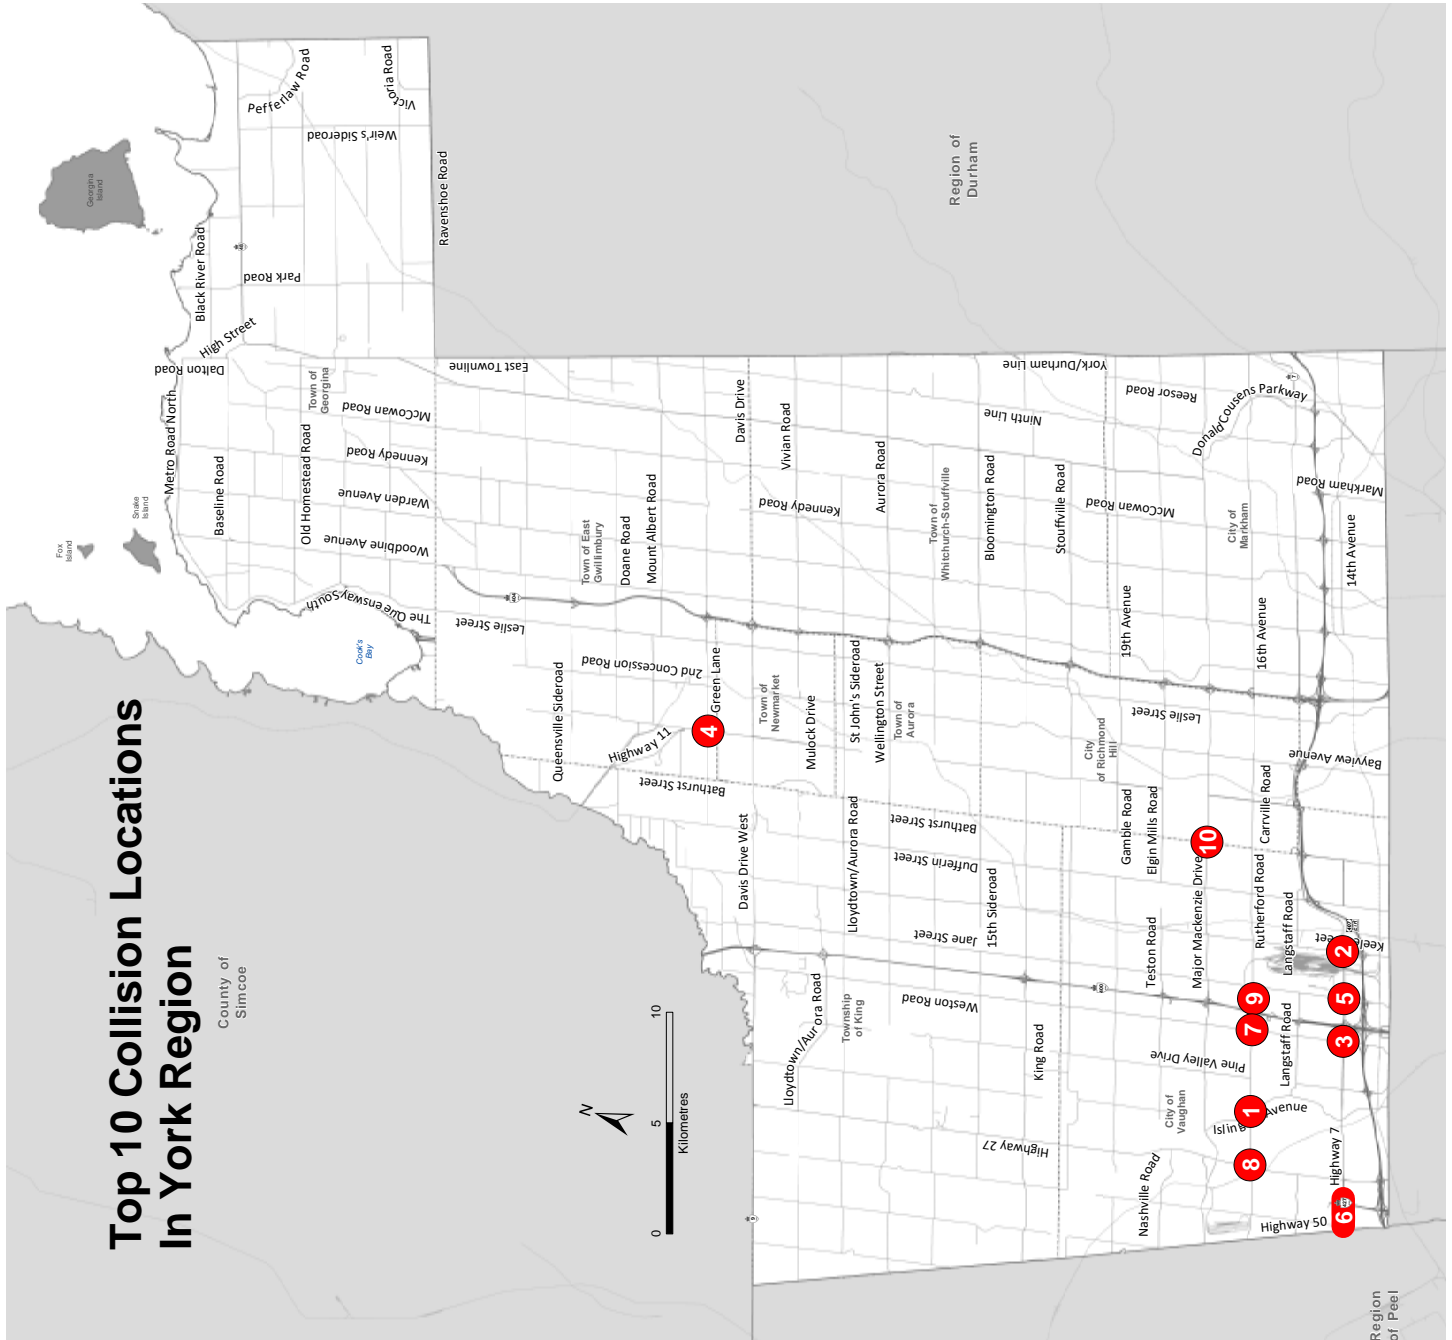 Top 10 Collision Locations
In York Region
County of
Simcoe
Georgina
Island
Snake
Island
Fox
Island
Cook's
Bay
Pefferlaw Road
Victoria Road
Weir's Sideroad
Ravenshoe Road
Black River Road
Park Road
High Street
Dalton Road
Metro Road North
Town of
Georgina
McCowan Road
Kennedy Road
Warden Avenue
Woodbine Avenue
Baseline Road
Old Homestead Road
The Queensway South
Leslie Street
East Townline
Region of
Durham
Town of East
Gwillimbury
Doane Road
Mount Albert Road
2nd Concession Road
Queensville Sideroad
Highway 11
Green Lane
4
Bathurst Street
Davis Drive
Vivian Road
Kennedy Road
Aurora Road
Town of
Whitchurch-Stouffville
Bloomington Road
Ninth Line
York/Durham Line
Stouffville Road
McCowan Road
Reesor Road
Donald Cousens Parkway
City of
Markham
Markham Road
14th Avenue
16th Avenue
19th Avenue
Town of
Newmarket
Mulock Drive
St John's Sideroad
Wellington Street
Town of
Aurora
City
of Richmond
Hill
Leslie Street
Bayview Avenue
Davis Drive West
Lloydtown/Aurora Road
Bathurst Street
Dufferin Street
Jane Street
15th Sideroad
Weston Road
Lloydtown/Aurora Road
Township
of King
King Road
Highway 27
Gamble Road
Elgin Mills Road
Major Mackenzie Drive
10
Carrville Road
Rutherford Road
Langstaff Road
Teston Road
Keele Street
2
5
3
9
7
Langstaff Road
Pine Valley Drive
City of
Vaughan
1
Isling Avenue
8
Nashville Road
Highway 7
Highway 50
6
Region
of Peel
N
0
5
10
Kilometres
404
400
48
7
9